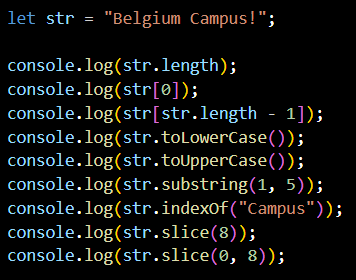 let str = "Belgium Campus!";
console.log(str.length);
console.log(str[0]);
console.log(str[str.length - 1]);
console.log(str.toLowerCase());
console.log(str.toUpperCase());
console.log(str.substring(1, 5));
console.log(str.indexOf("Campus"));
console.log(str.slice(8));
console.log(str.slice(0, 8));